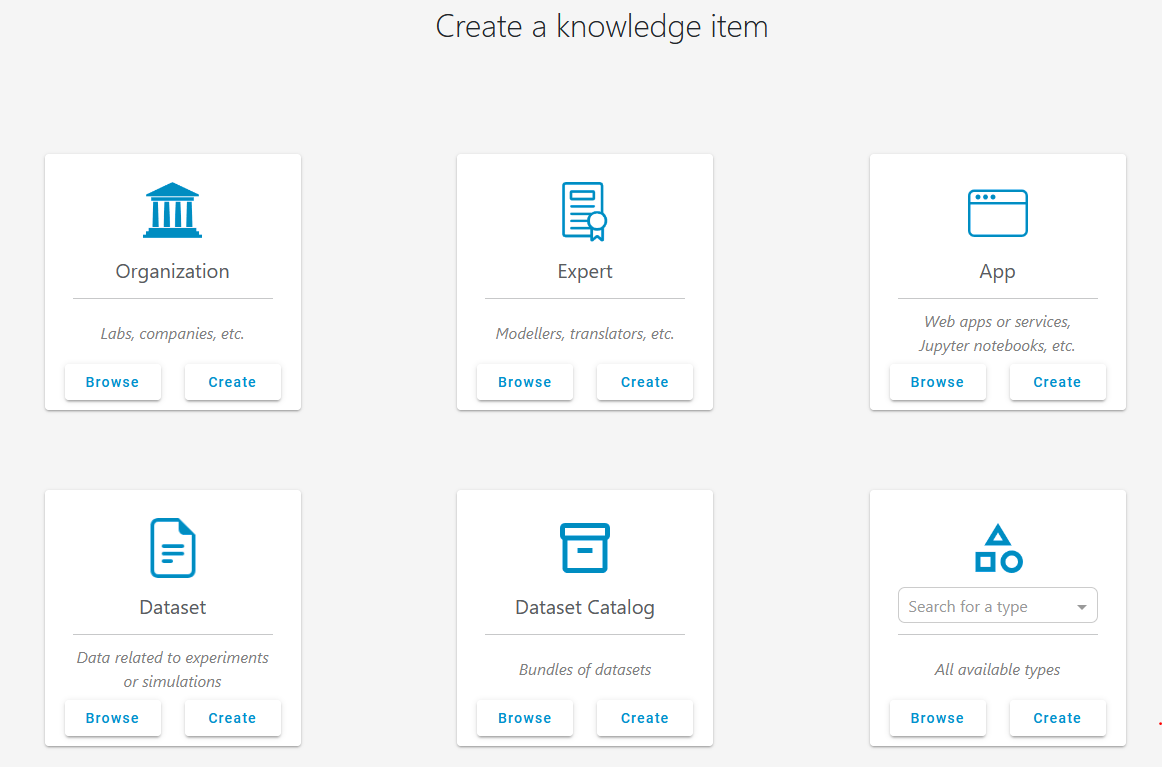 Create a knowledge item
Organization
Labs, companies, etc.
Browse
Create
Expert
Modellers, translators, etc.
Browse
Create
App
Web apps or services,
Jupyter notebooks, etc.
Browse
Create
Dataset
Data related to experiments
or simulations
Browse
Create
Dataset Catalog
Bundles of datasets
Browse
Create
Search for a type
All available types
Browse
Create